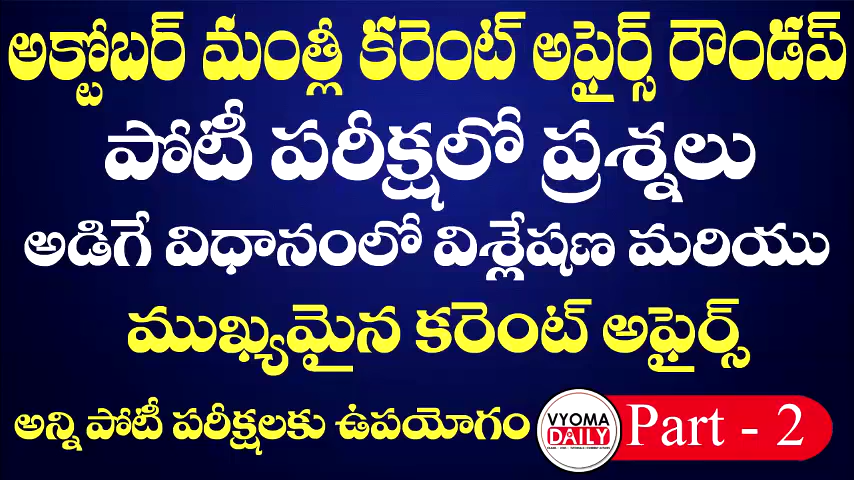 అక్టోబర్ మంత్లీ కరెంట్ అఫైర్స్ రౌండప్
పోటీ పరీక్షలో ప్రశ్నలు
అడిగే విధానంలో విశ్లేషణ మరియు
ముఖ్యమైన కరెంట్ అఫైర్స్
అన్ని పోటీ పరీక్షలకు ఉపయోగం
VYOMA
DAILY
Part - 2